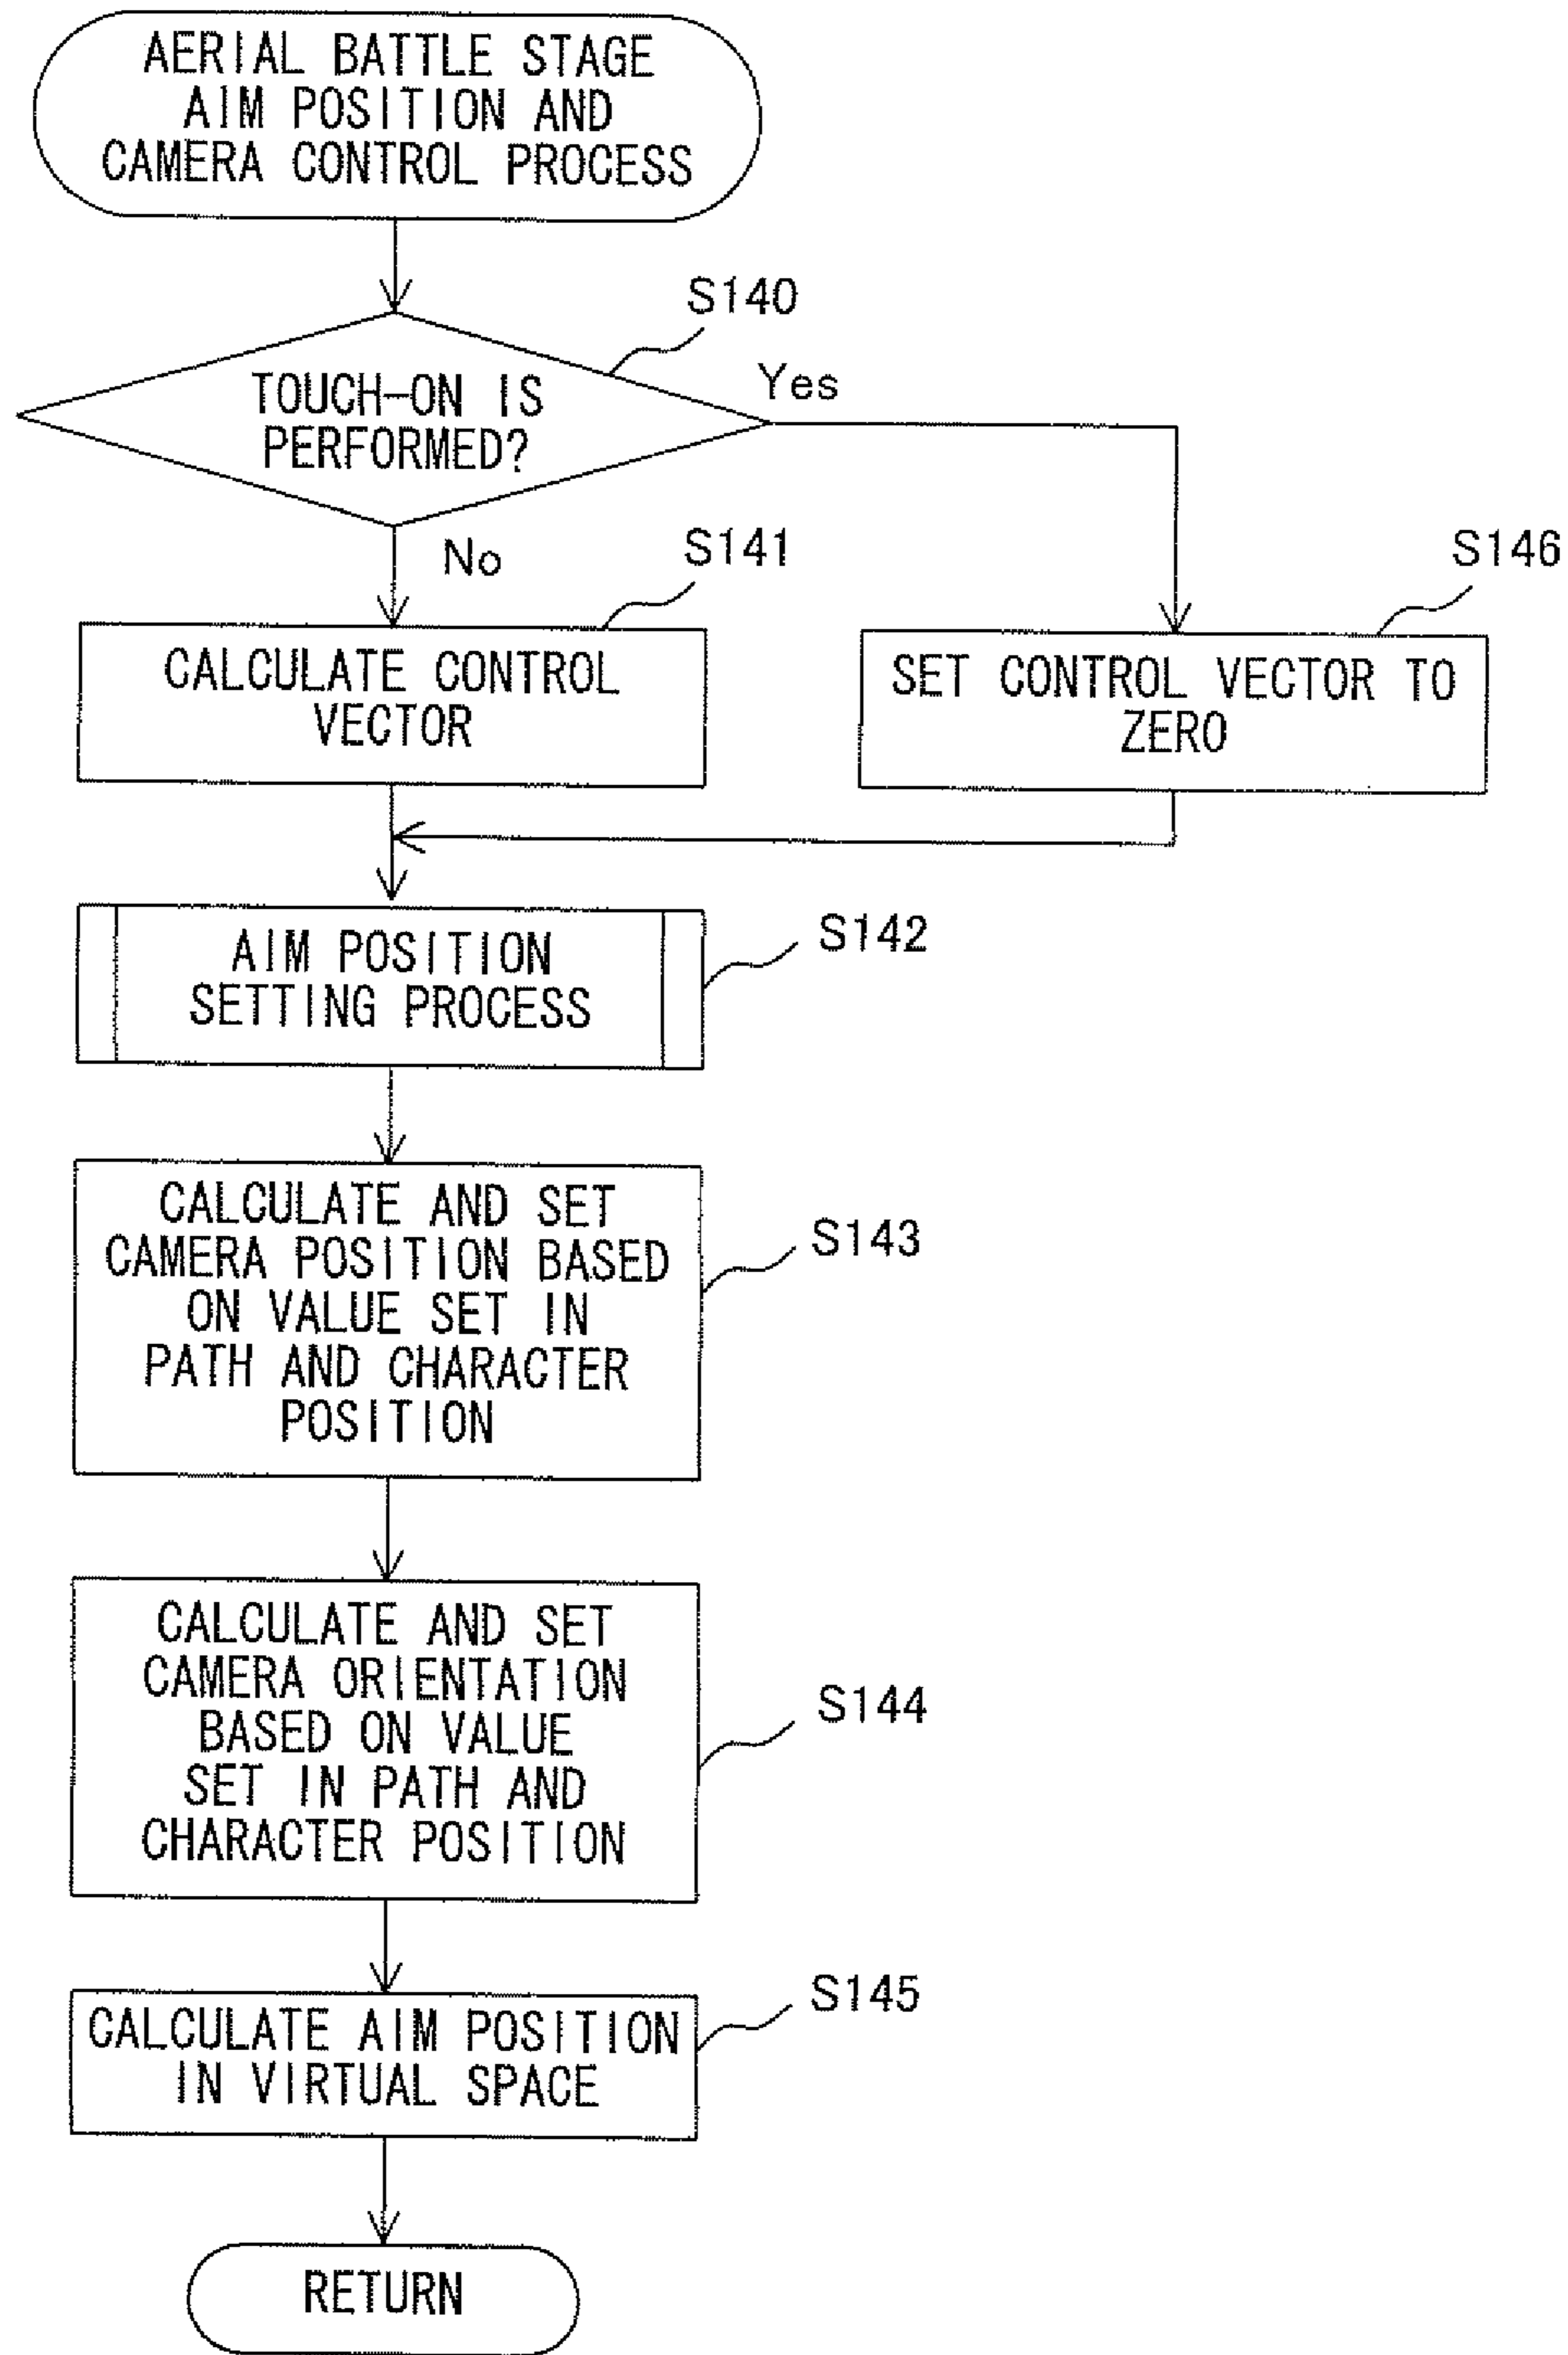 AERIAL BATTLE STAGE
AIM POSITION AND
CAMERA CONTROL PROCESS
S140
TOUCH-ON IS
PERFORMED?
Yes
No
S141
CALCULATE CONTROL
VECTOR
S146
SET CONTROL VECTOR TO
ZERO
AIM POSITION
SETTING PROCESS
S142
CALCULATE AND SET
CAMERA POSITION BASED
ON VALUE SET IN
PATH AND CHARACTER
POSITION
S143
CALCULATE AND SET
CAMERA ORIENTATION
BASED ON VALUE
SET IN PATH AND
CHARACTER POSITION
S144
CALCULATE AIM POSITION
IN VIRTUAL SPACE
S145
RETURN